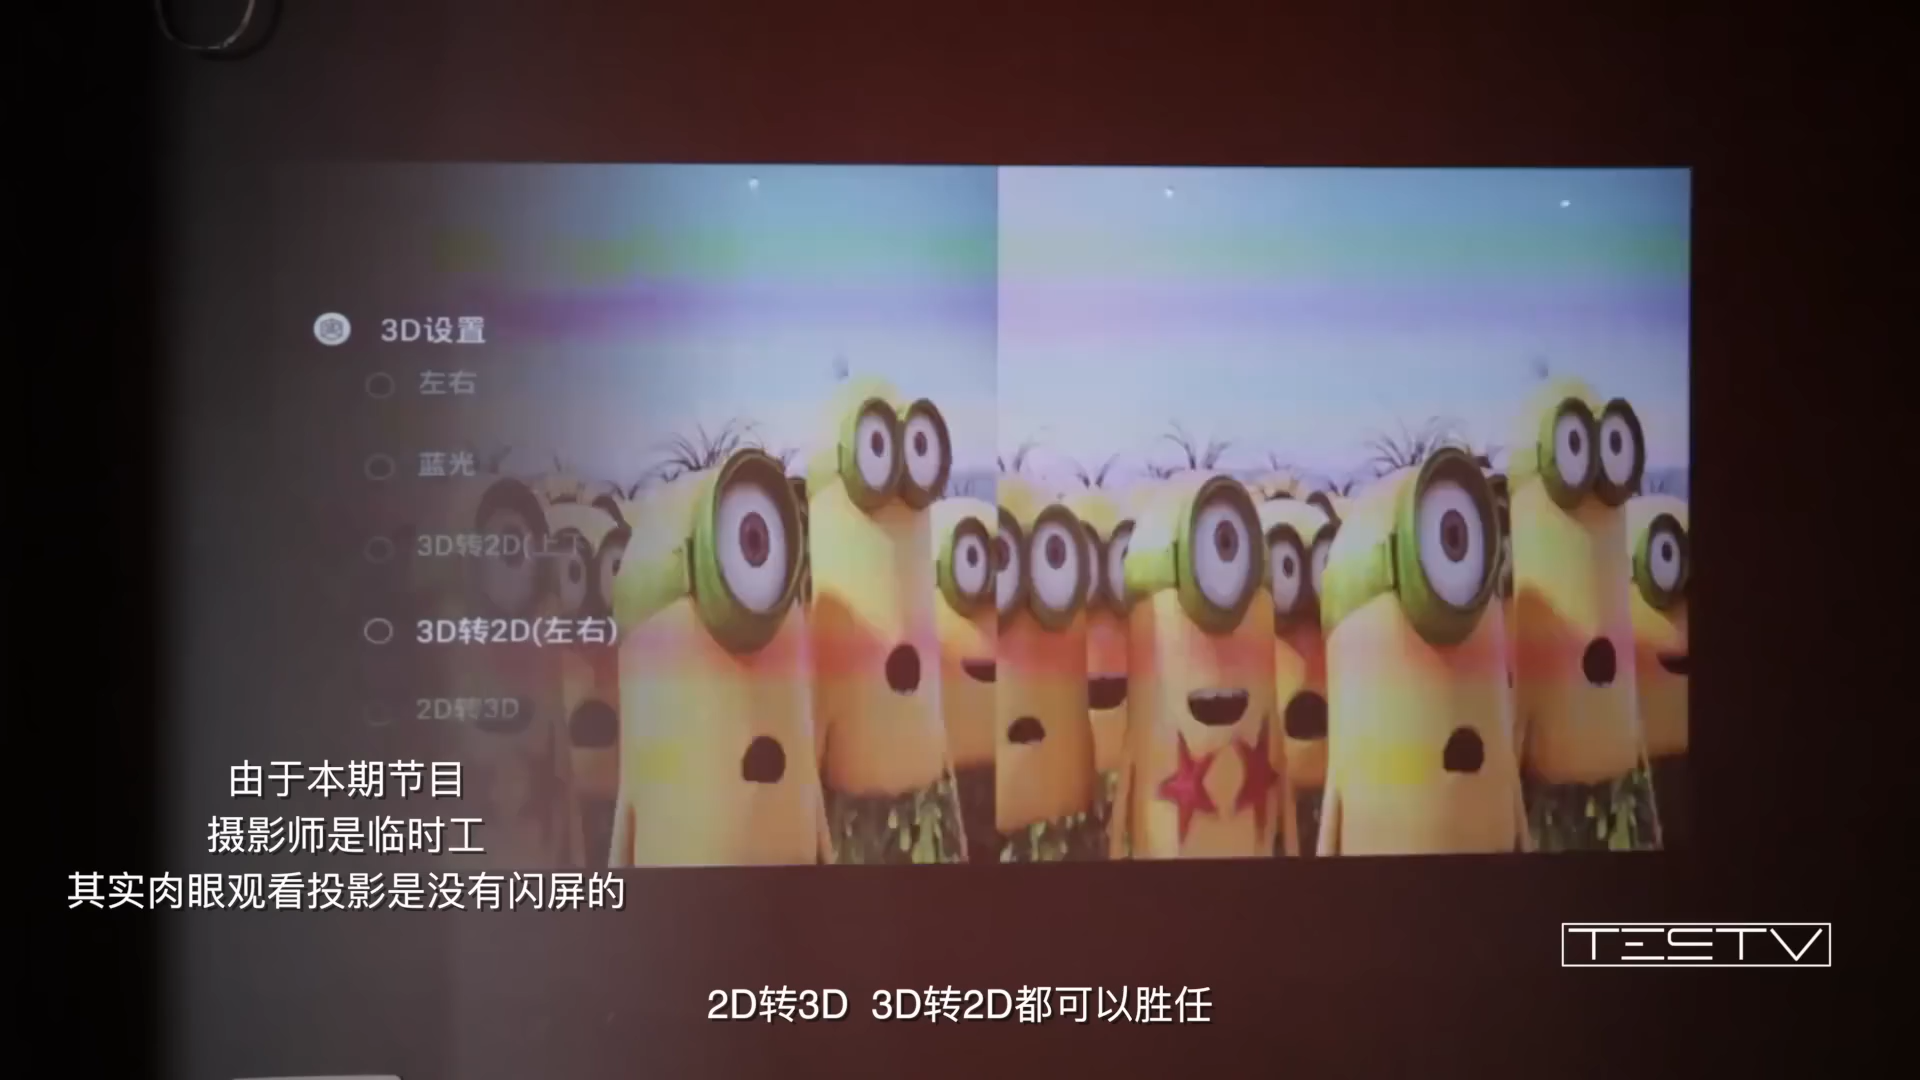 3D设置
左右
蓝光
3D转2D(上下
3D转2D(左右)
2D转3D
由于本期节目
摄影师是临时工
其实肉眼观看投影是没有闪屏的
TESTV
2D转3D 3D转2D都可以胜任